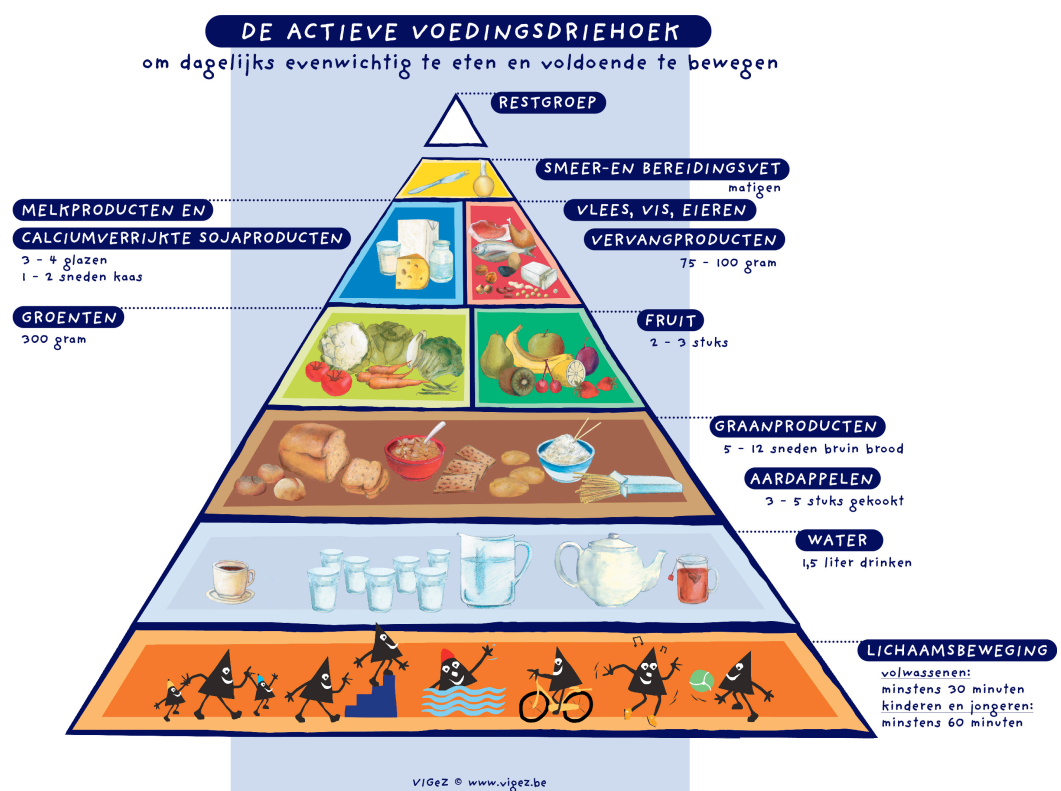 DE ACTIEVE VOEDINGSDRIEHOEK
om dagelijks evenwichtig te eten en voldoende te bewegen
RESTGROEP
SMEER-EN BEREIDINGSVET
matigen
MELKPRODUCTEN EN
CALCIUMVERRIJKTE SOJAPRODUCTEN
3 - 4 glazen
1 - 2 sneden kaas
VLEES, VIS, EIEREN
VERVANGPRODUCTEN
75 - 100 gram
GROENTEN
300 gram
FRUIT
2 - 3 stuks
GRAANPRODUCTEN
5 - 12 sneden bruin brood
AARDAPPELEN
3 - 5 stuks gekookt
WATER
1,5 liter drinken
LICHAAMSBEWEGING
volwassenen:
minstens 30 minuten
kinderen en jongeren:
minstens 60 minuten
VIGeZ © www.vigez.be